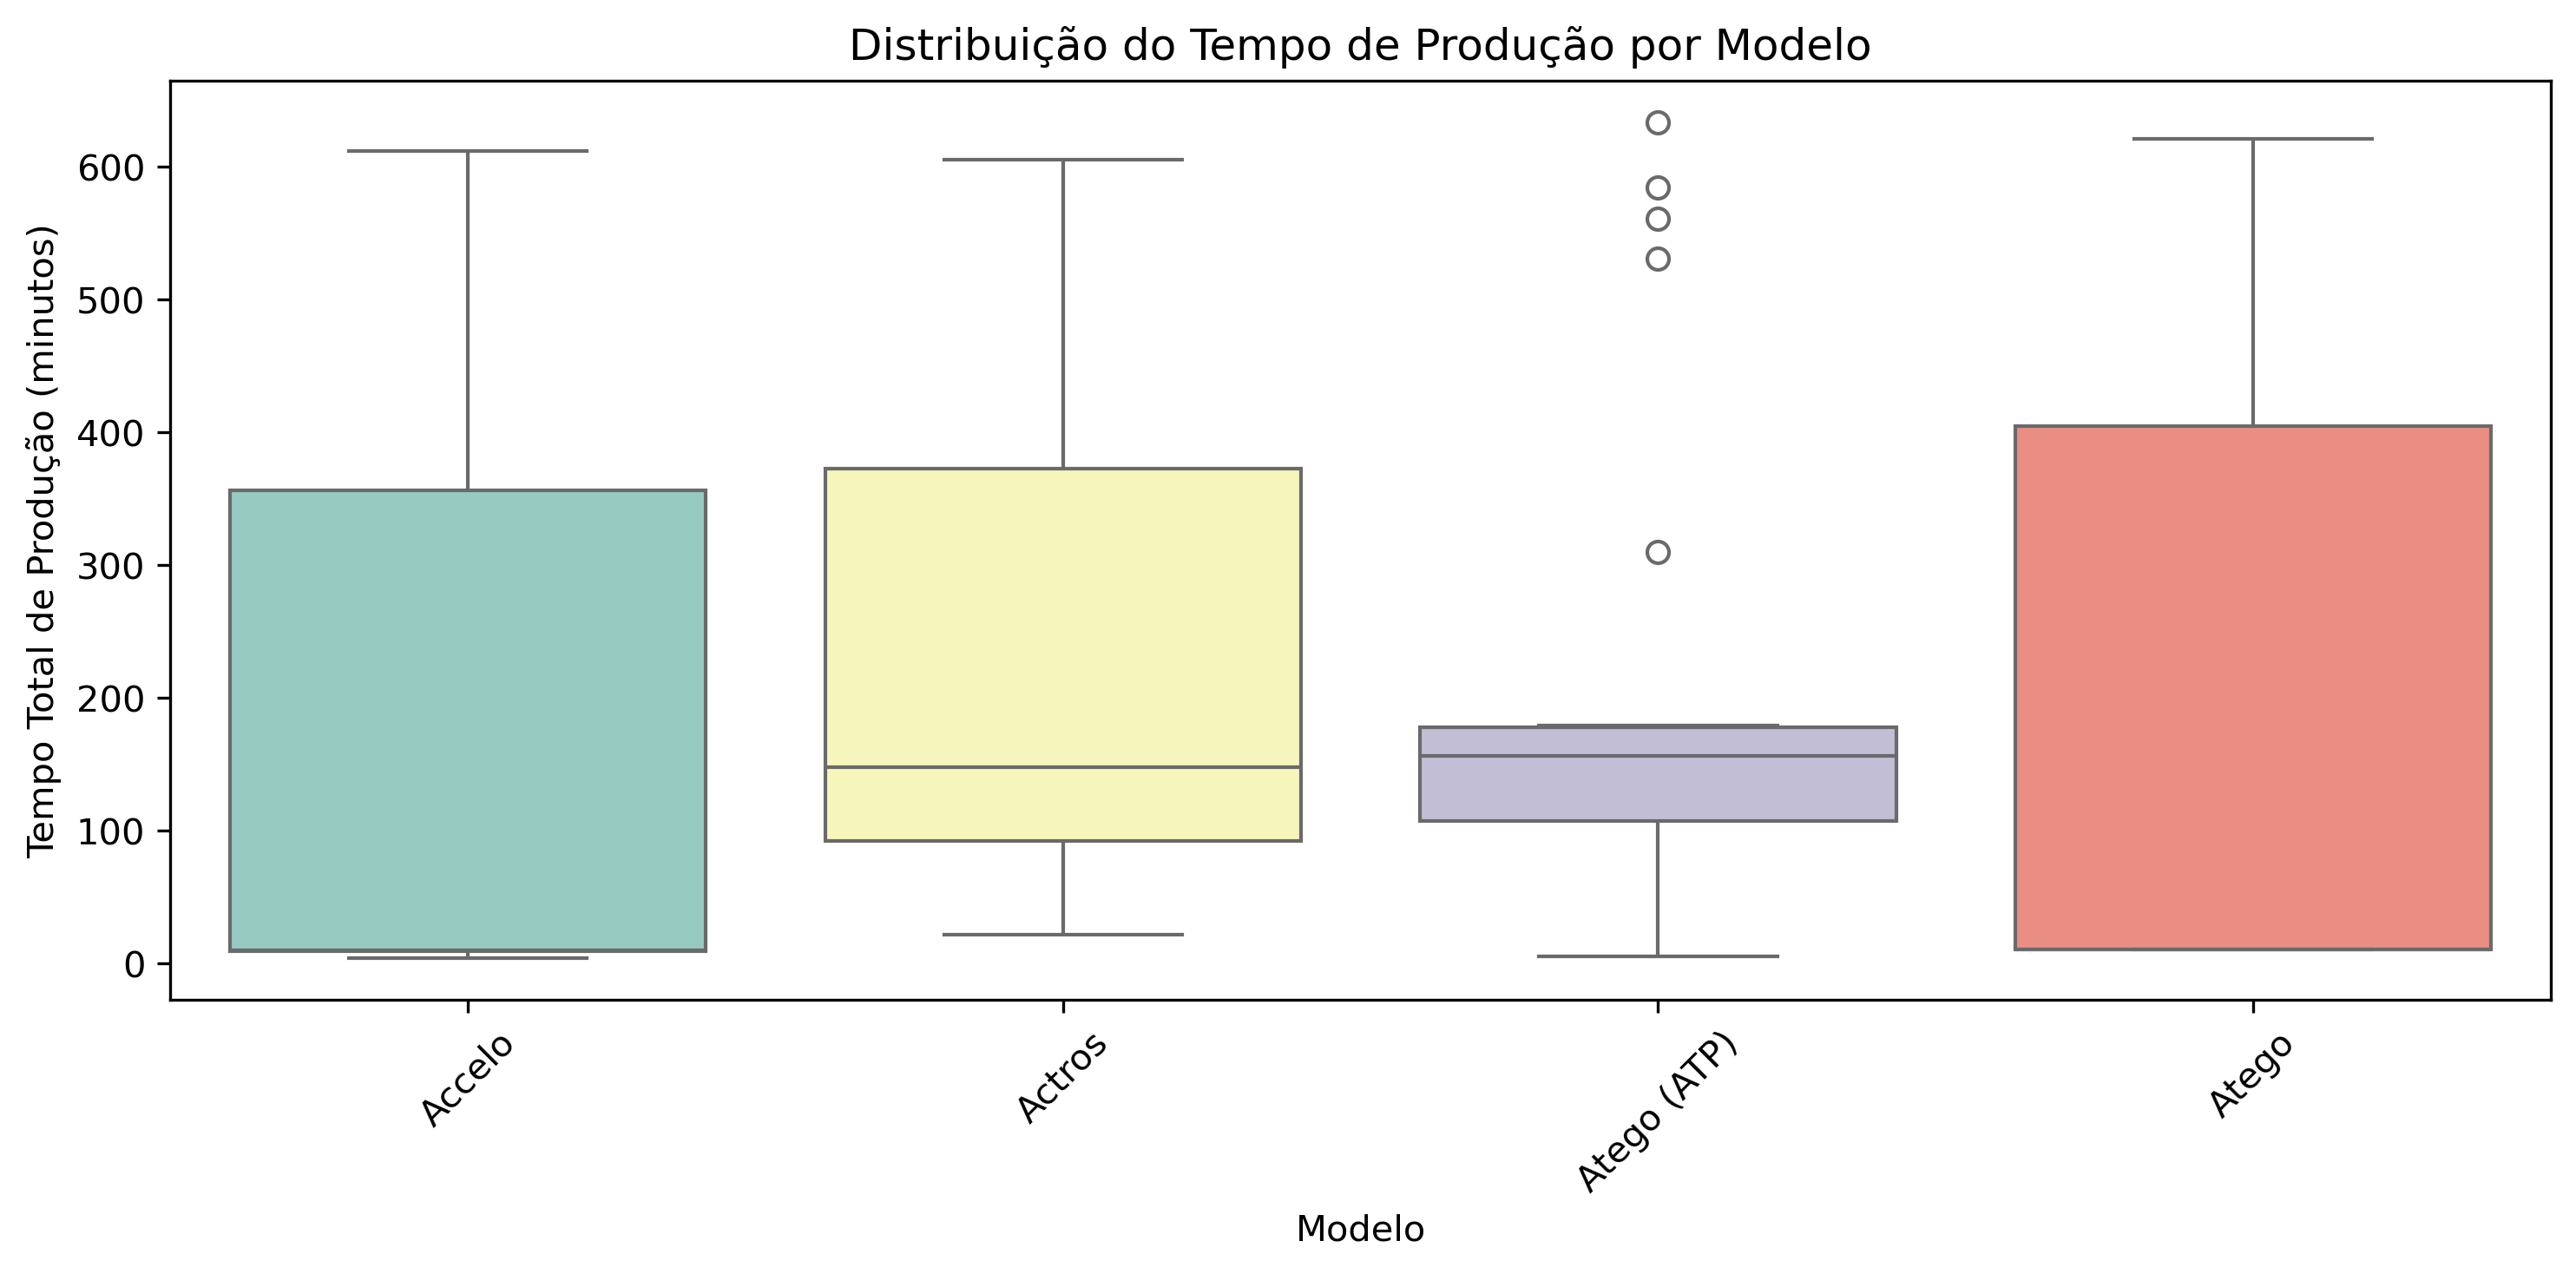 Distribuição do Tempo de Produção por Modelo
Tempo Total de Produção (minutos)
600
500
400
300
200
100
0
Accelo
Actros
Atego (ATP)
Atego
Modelo